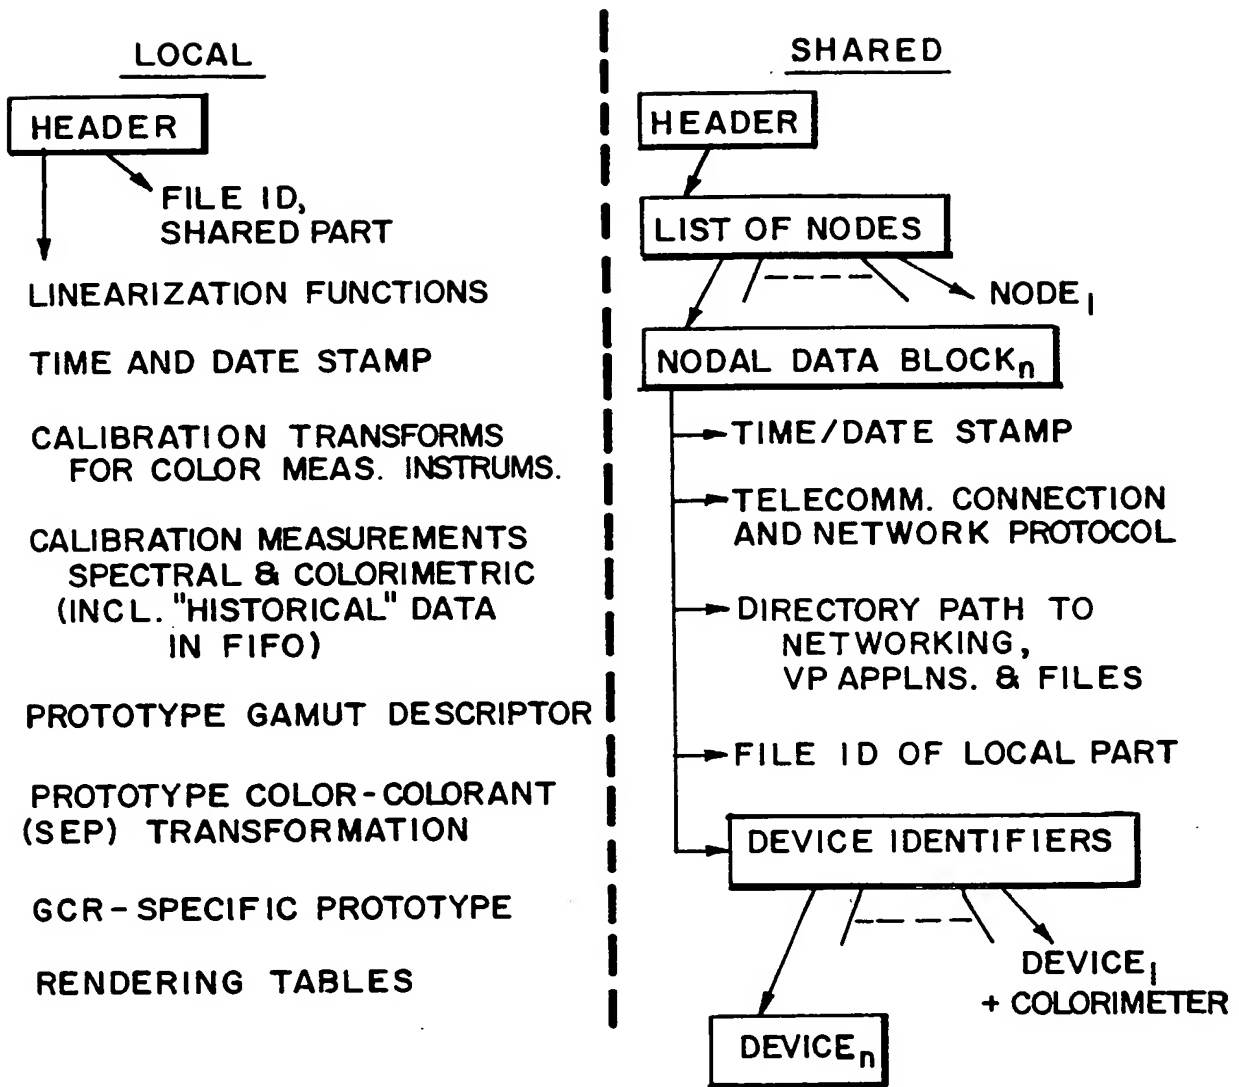 LOCAL
HEADER
FILE ID,
SHARED PART
LINEARIZATION FUNCTIONS
TIME AND DATE STAMP
CALIBRATION TRANSFORMS
FOR COLOR MEAS. INSTRUMS.
CALIBRATION MEASUREMENTS
SPECTRAL & COLORIMETRIC
(INCL. "HISTORICAL" DATA
IN FIFO)
PROTOTYPE GAMUT DESCRIPTOR
PROTOTYPE COLOR-COLORANT
(SEP) TRANSFORMATION
GCR-SPECIFIC PROTOTYPE
RENDERING TABLES
SHARED
HEADER
LIST OF NODES
NODE₁
NODAL DATA BLOCKₙ
TIME/DATE STAMP
TELECOMM. CONNECTION
AND NETWORK PROTOCOL
DIRECTORY PATH TO
NETWORKING,
VP APPLNS. & FILES
FILE ID OF LOCAL PART
DEVICE IDENTIFIERS
DEVICE₁
+ COLORIMETER
DEVICEₙ